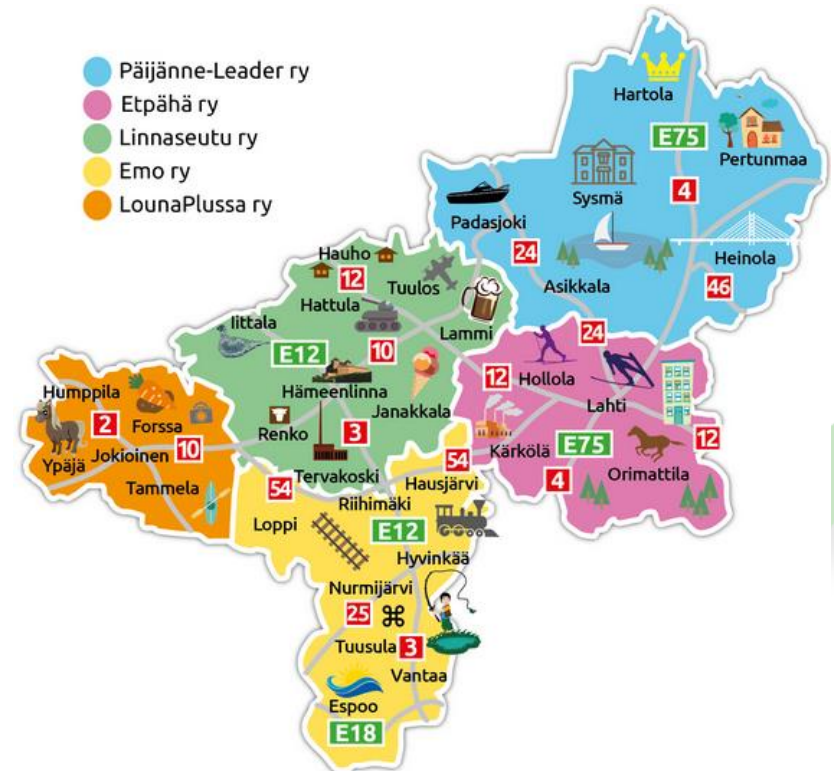 Päijänne-Leader ry
Etpähä ry
Linnaseutu ry
Emo ry
LounaPlussa ry
Hartola
E75
Pertunmaa
4
Sysmä
Padasjoki
24
Heinola
Asikkala
46
Hauho
12
Tuulos
Hattula
Lammi
Iittala
E12
10
Hämeenlinna
Janakkala
Renko
3
Tervakoski
24
Hollola
12
Lahti
Kärkölä
E75
12
Orimattila
4
Humppila
2
Forssa
Ypäjä
Jokioinen
10
Tammela
54
54
Hausjärvi
Riihimäki
Loppi
E12
Hyvinkää
Nurmijärvi
25
⌘
Tuusula
3
Vantaa
Espoo
E18